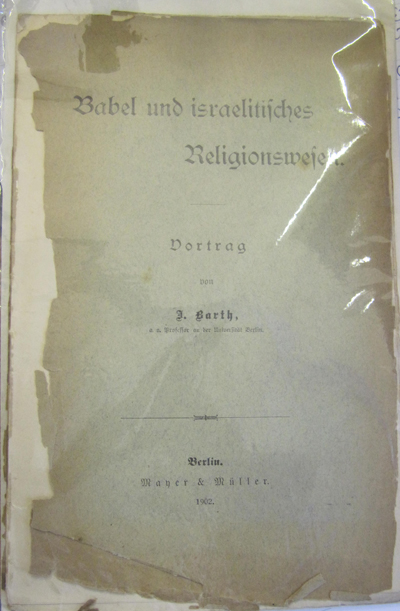 Babel und israelitisches
Religionswesen.
Vortrag
von
J. Barth,
a. o. Professor an der Universität Berlin.
Berlin.
Mayer & Müller.
1902.